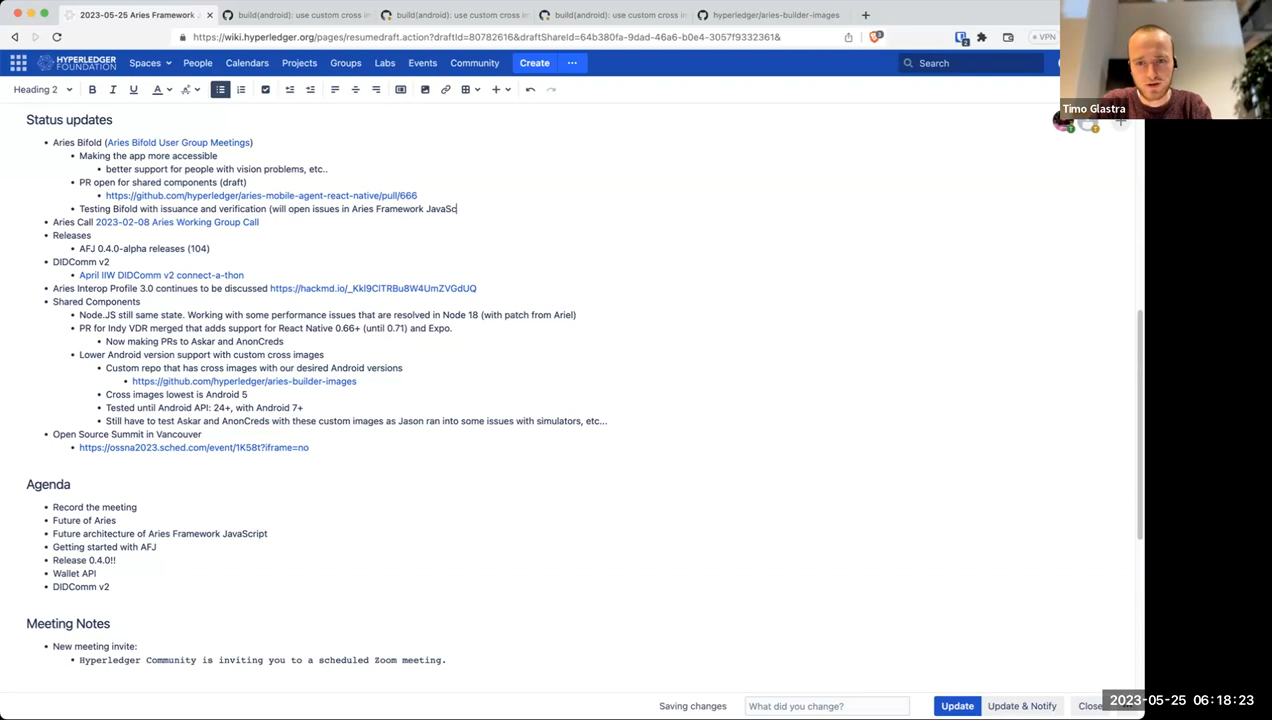 2023-05-25 Aries Framework J
build(android): use custom cross im
build(android): use custom cross im
build(android): use custom cross im
hyperledger/aries-builder-images
https://wiki.hyperledger.org/pages/resumedraft.action?draftId=80782616&draftShareId=64b380fa-9dad-46a6-b0e4-3057f9332361&
VPN
HYPERLEDGER FOUNDATION
Spaces People Calendars Projects Groups Labs Events Community Create ... Search
Timo Glastra
Heading 2 B I U A
Status updates
• Aries Bifold (Aries Bifold User Group Meetings)
• Making the app more accessible
• better support for people with vision problems, etc..
• PR open for shared components (draft)
• https://github.com/hyperledger/aries-mobile-agent-react-native/pull/666
• Testing Bifold with issuance and verification (will open issues in Aries Framework JavaSc
• Aries Call 2023-02-08 Aries Working Group Call
• Releases
• AFJ 0.4.0-alpha releases (104)
• DIDComm v2
• April IIW DIDComm v2 connect-a-thon
• Aries Interop Profile 3.0 continues to be discussed https://hackmd.io/_Kkl9ClTRBu8W4UmZVGdUQ
• Shared Components
• Node.JS still same state. Working with some performance issues that are resolved in Node 18 (with patch from Ariel)
• PR for Indy VDR merged that adds support for React Native 0.66+ (until 0.71) and Expo.
• Now making PRs to Askar and AnonCreds
• Lower Android version support with custom cross images
• Custom repo that has cross images with our desired Android versions
• https://github.com/hyperledger/aries-builder-images
• Cross images lowest is Android 5
• Tested until Android API: 24+, with Android 7+
• Still have to test Askar and AnonCreds with these custom images as Jason ran into some issues with simulators, etc...
• Open Source Summit in Vancouver
• https://ossna2023.sched.com/event/1K58t?iframe=no
Agenda
• Record the meeting
• Future of Aries
• Future architecture of Aries Framework JavaScript
• Getting started with AFJ
• Release 0.4.0!!
• Wallet API
• DIDComm v2
Meeting Notes
• New meeting invite:
• Hyperledger Community is inviting you to a scheduled Zoom meeting.
Saving changes What did you change? Update Update & Notify Close
2023-05-25 06:18:23